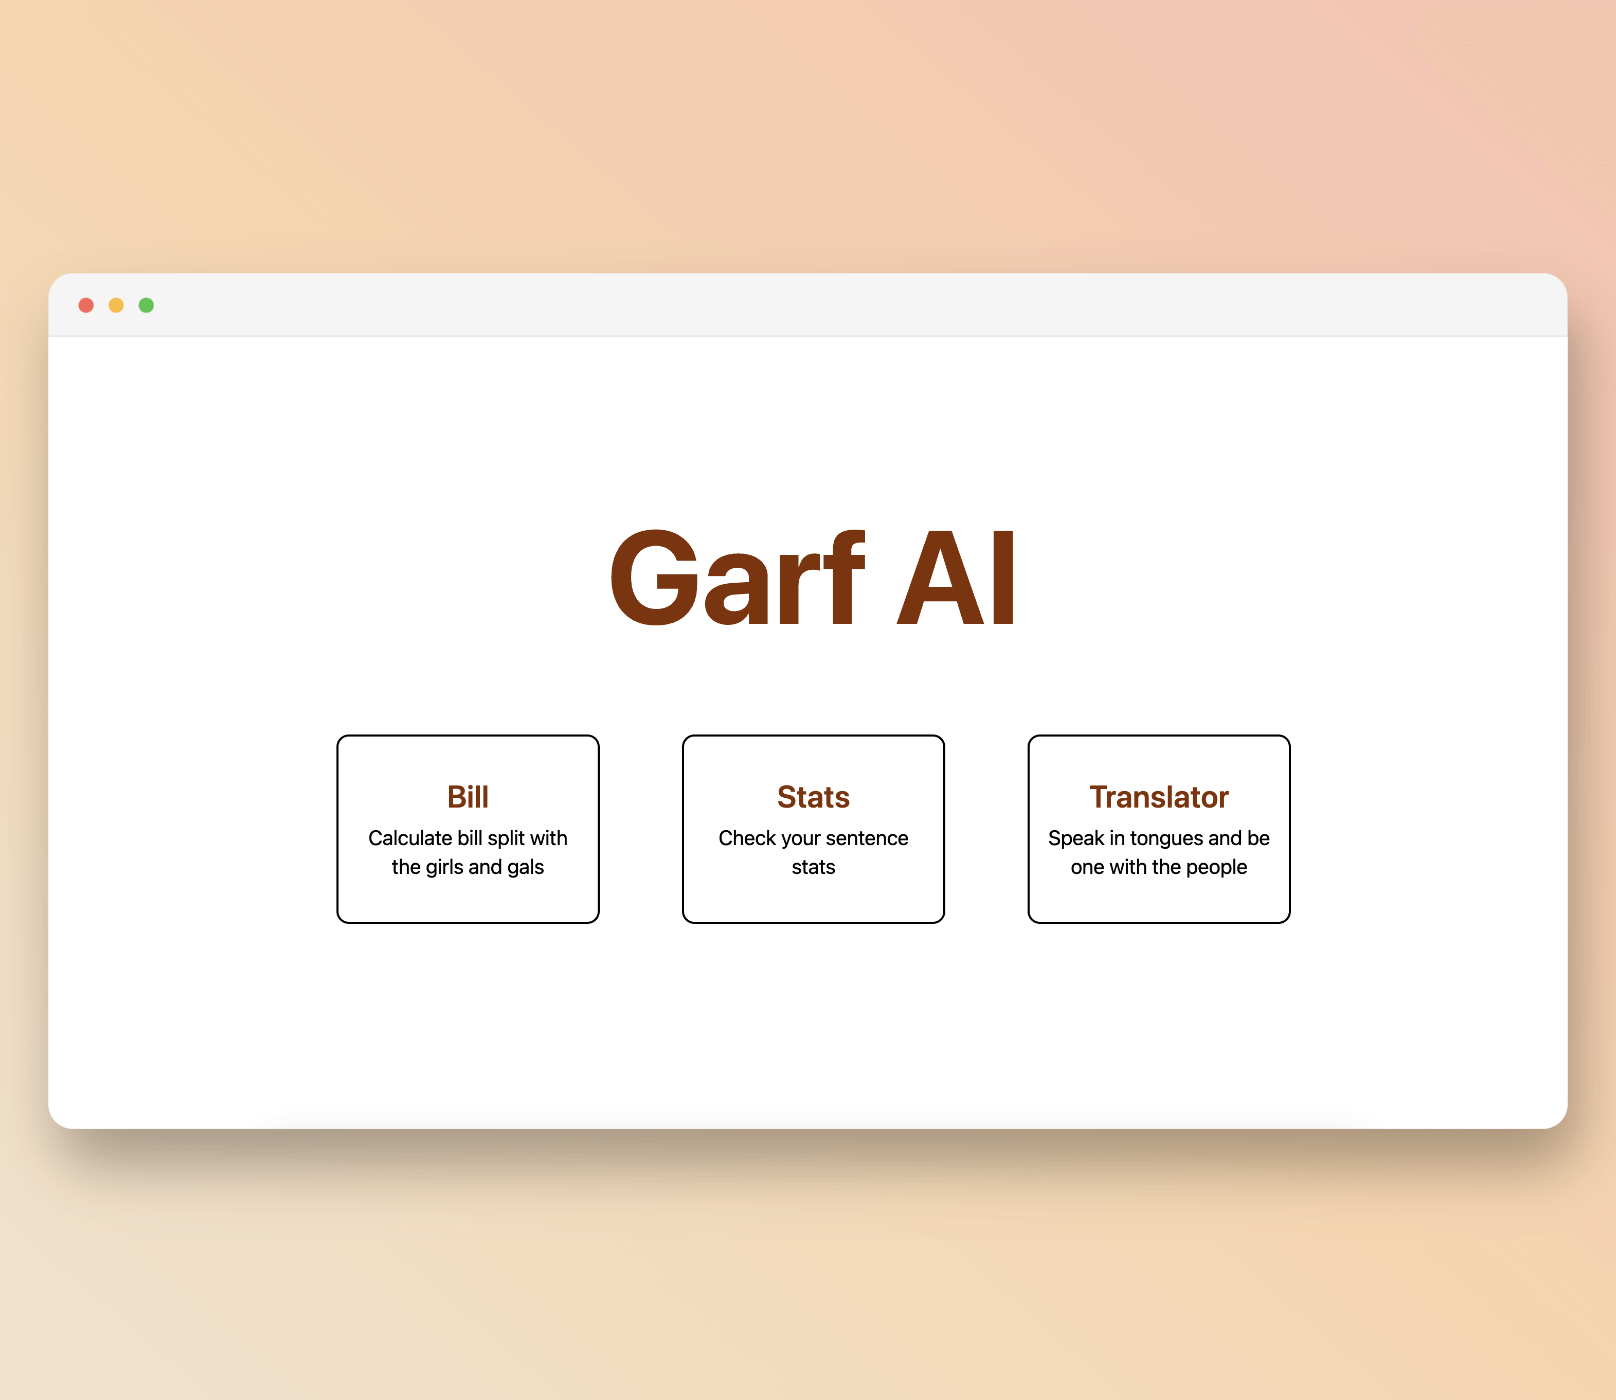 Garf AI
Bill
Calculate bill split with
the girls and gals
Stats
Check your sentence
stats
Translator
Speak in tongues and be
one with the people